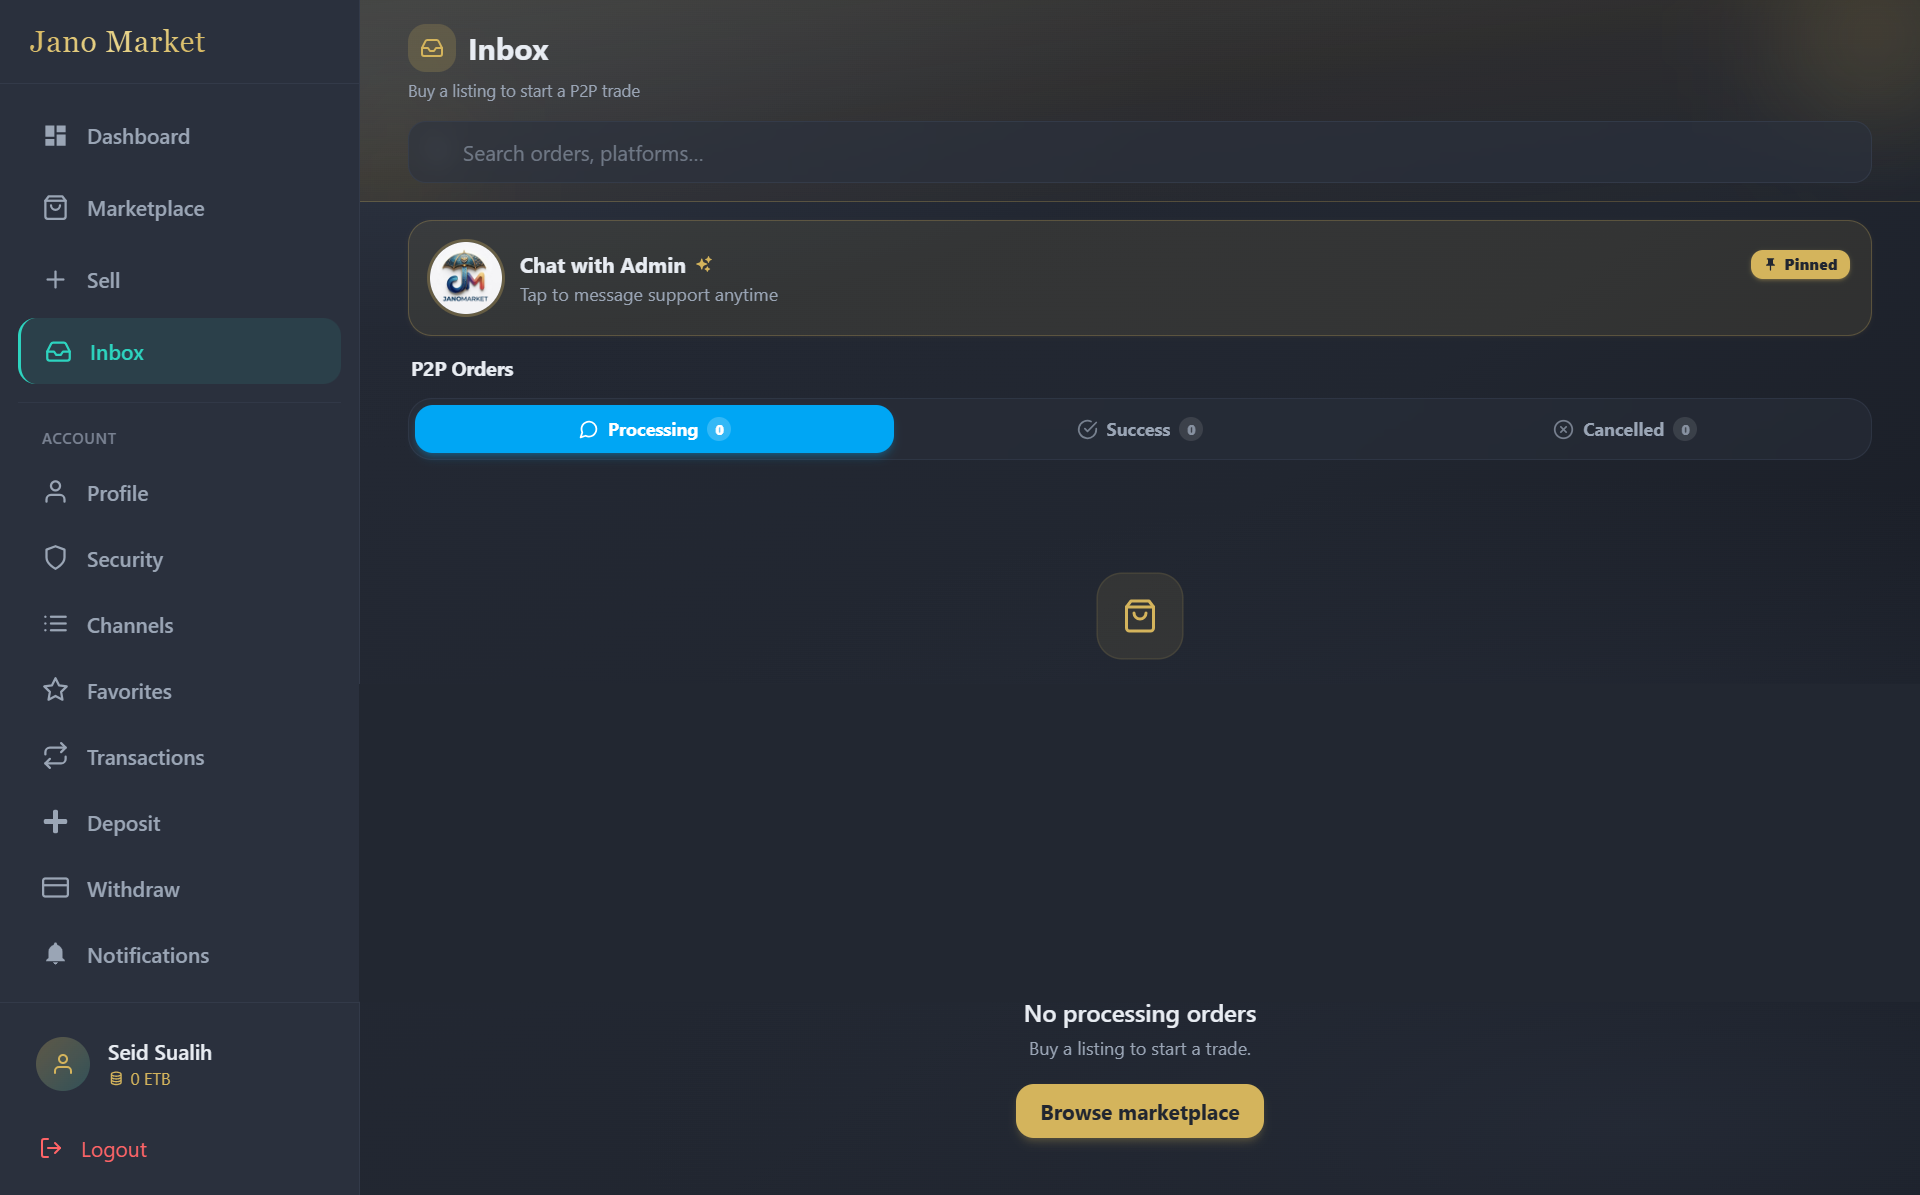 Jano Market
Dashboard
Marketplace
Sell
Inbox
ACCOUNT
Profile
Security
Channels
Favorites
Transactions
Deposit
Withdraw
Notifications
Seid Sualih
0 ETB
Logout
Inbox
Buy a listing to start a P2P trade
Search orders, platforms...
JM
JANOMARKET
Chat with Admin
Tap to message support anytime
Pinned
P2P Orders
Processing 0
Success 0
Cancelled 0
No processing orders
Buy a listing to start a trade.
Browse marketplace